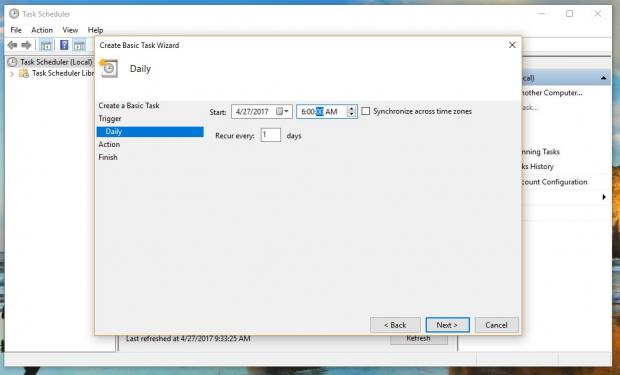 Task Scheduler
File Action View Help
Create Basic Task Wizard
Daily
Task Scheduler (Local)
Task Scheduler Libr
Create a Basic Task
Trigger
Daily
Action
Finish
Start: 4/27/2017 6:00:00 AM Synchronize across time zones
Recur every: 1 days
ocal)
nother Computer...
ask...
nning Tasks
ks History
count Configuration
< Back Next > Cancel
Last refreshed at 4/27/2017 9:33:25 AM Refresh